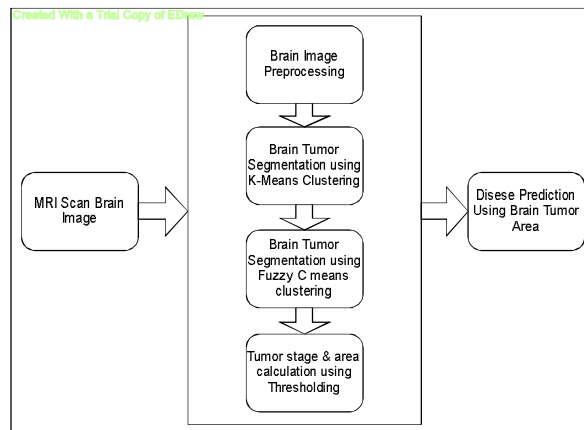 Created With a Trial Copy of EDraw
Brain Image
Preprocessing
Brain Tumor
Segmentation using
K-Means Clustering
MRI Scan Brain
Image
Disese Prediction
Using Brain Tumor
Area
Brain Tumor
Segmentation using
Fuzzy C means
clustering
Tumor stage & area
calculation using
Thresholding